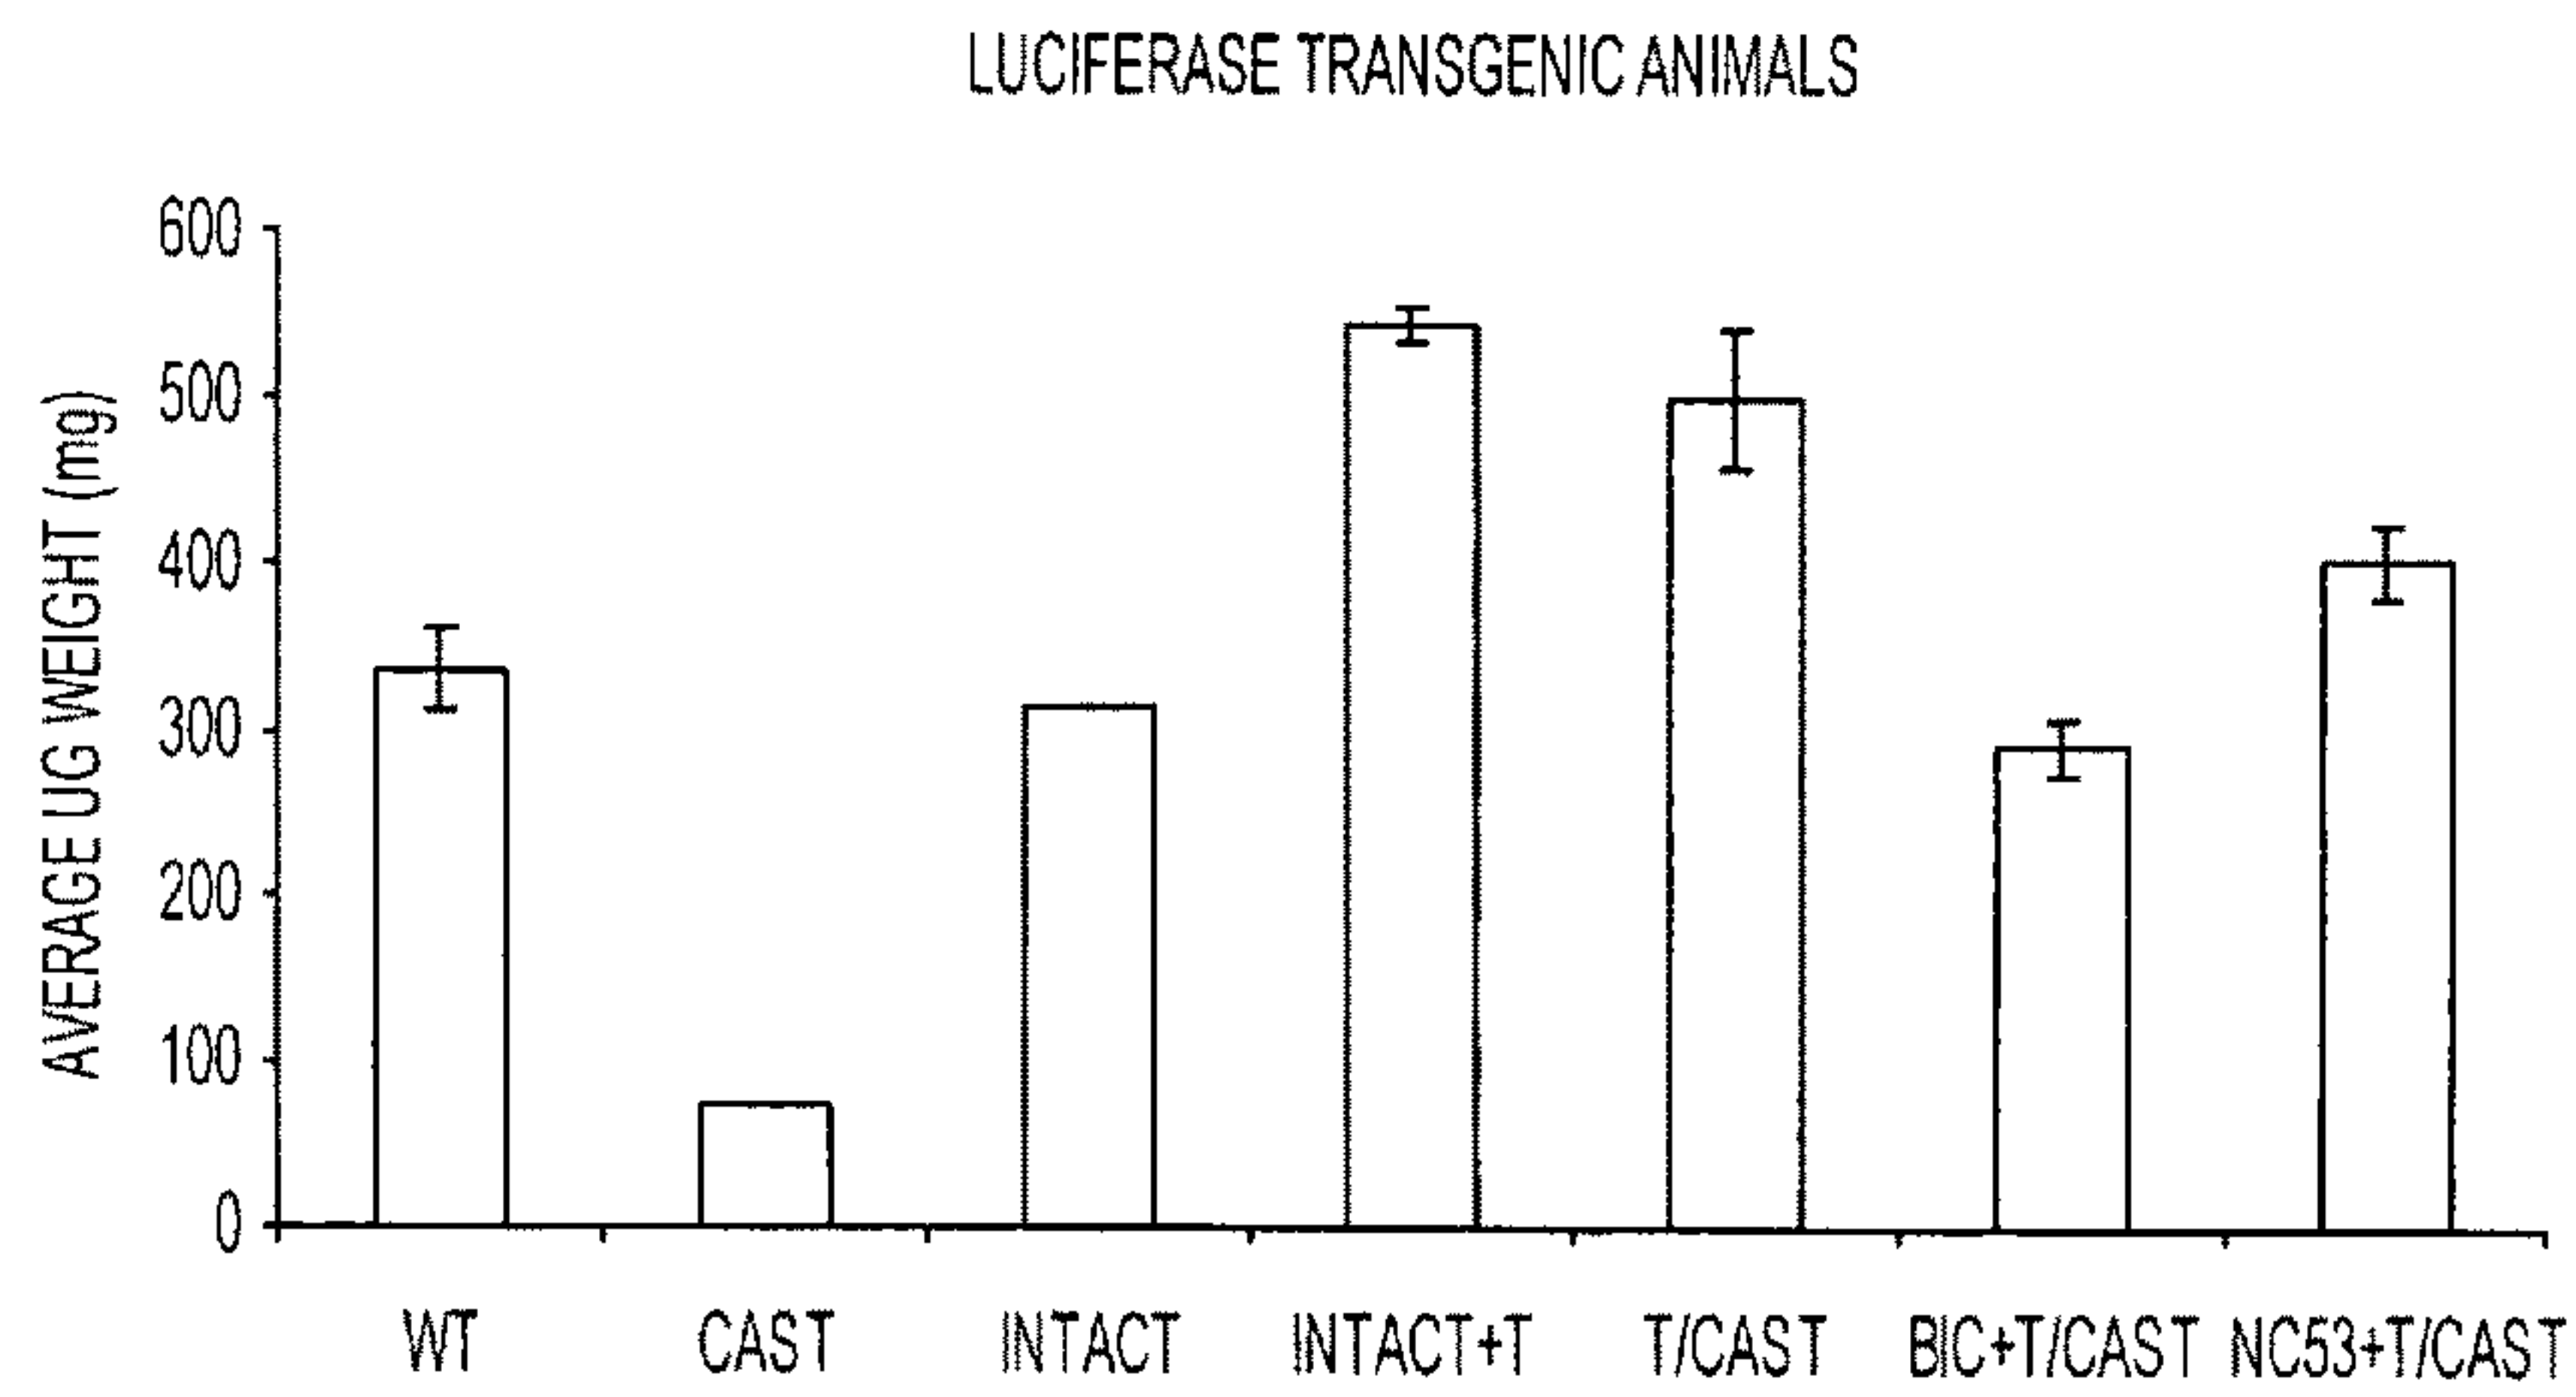 LUCIFERASE TRANSGENIC ANIMALS
AVERAGE UG WEIGHT (mg)
600
500
400
300
200
100
0
WT CAST INTACT INTACT+T T/CAST BIC+T/CAST NC53+T/CAST